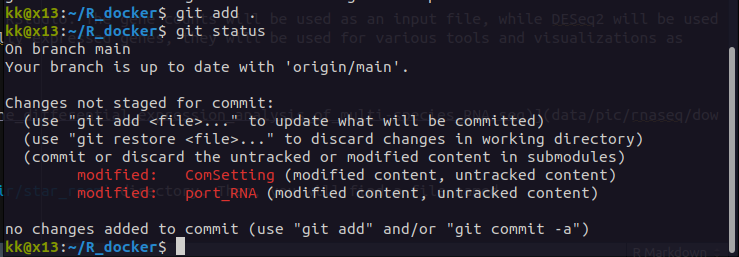 kk@x13:~/R_docker$ git add .
kk@x13:~/R_docker$ git status
On branch main
Your branch is up to date with 'origin/main'.
Changes not staged for commit:
(use "git add <file>..." to update what will be committed)
(use "git restore <file>..." to discard changes in working directory)
(commit or discard the untracked or modified content in submodules)
modified:   ComSetting (modified content, untracked content)
modified:   port_RNA (modified content, untracked content)
no changes added to commit (use "git add" and/or "git commit -a")
kk@x13:~/R_docker$
R Markdown